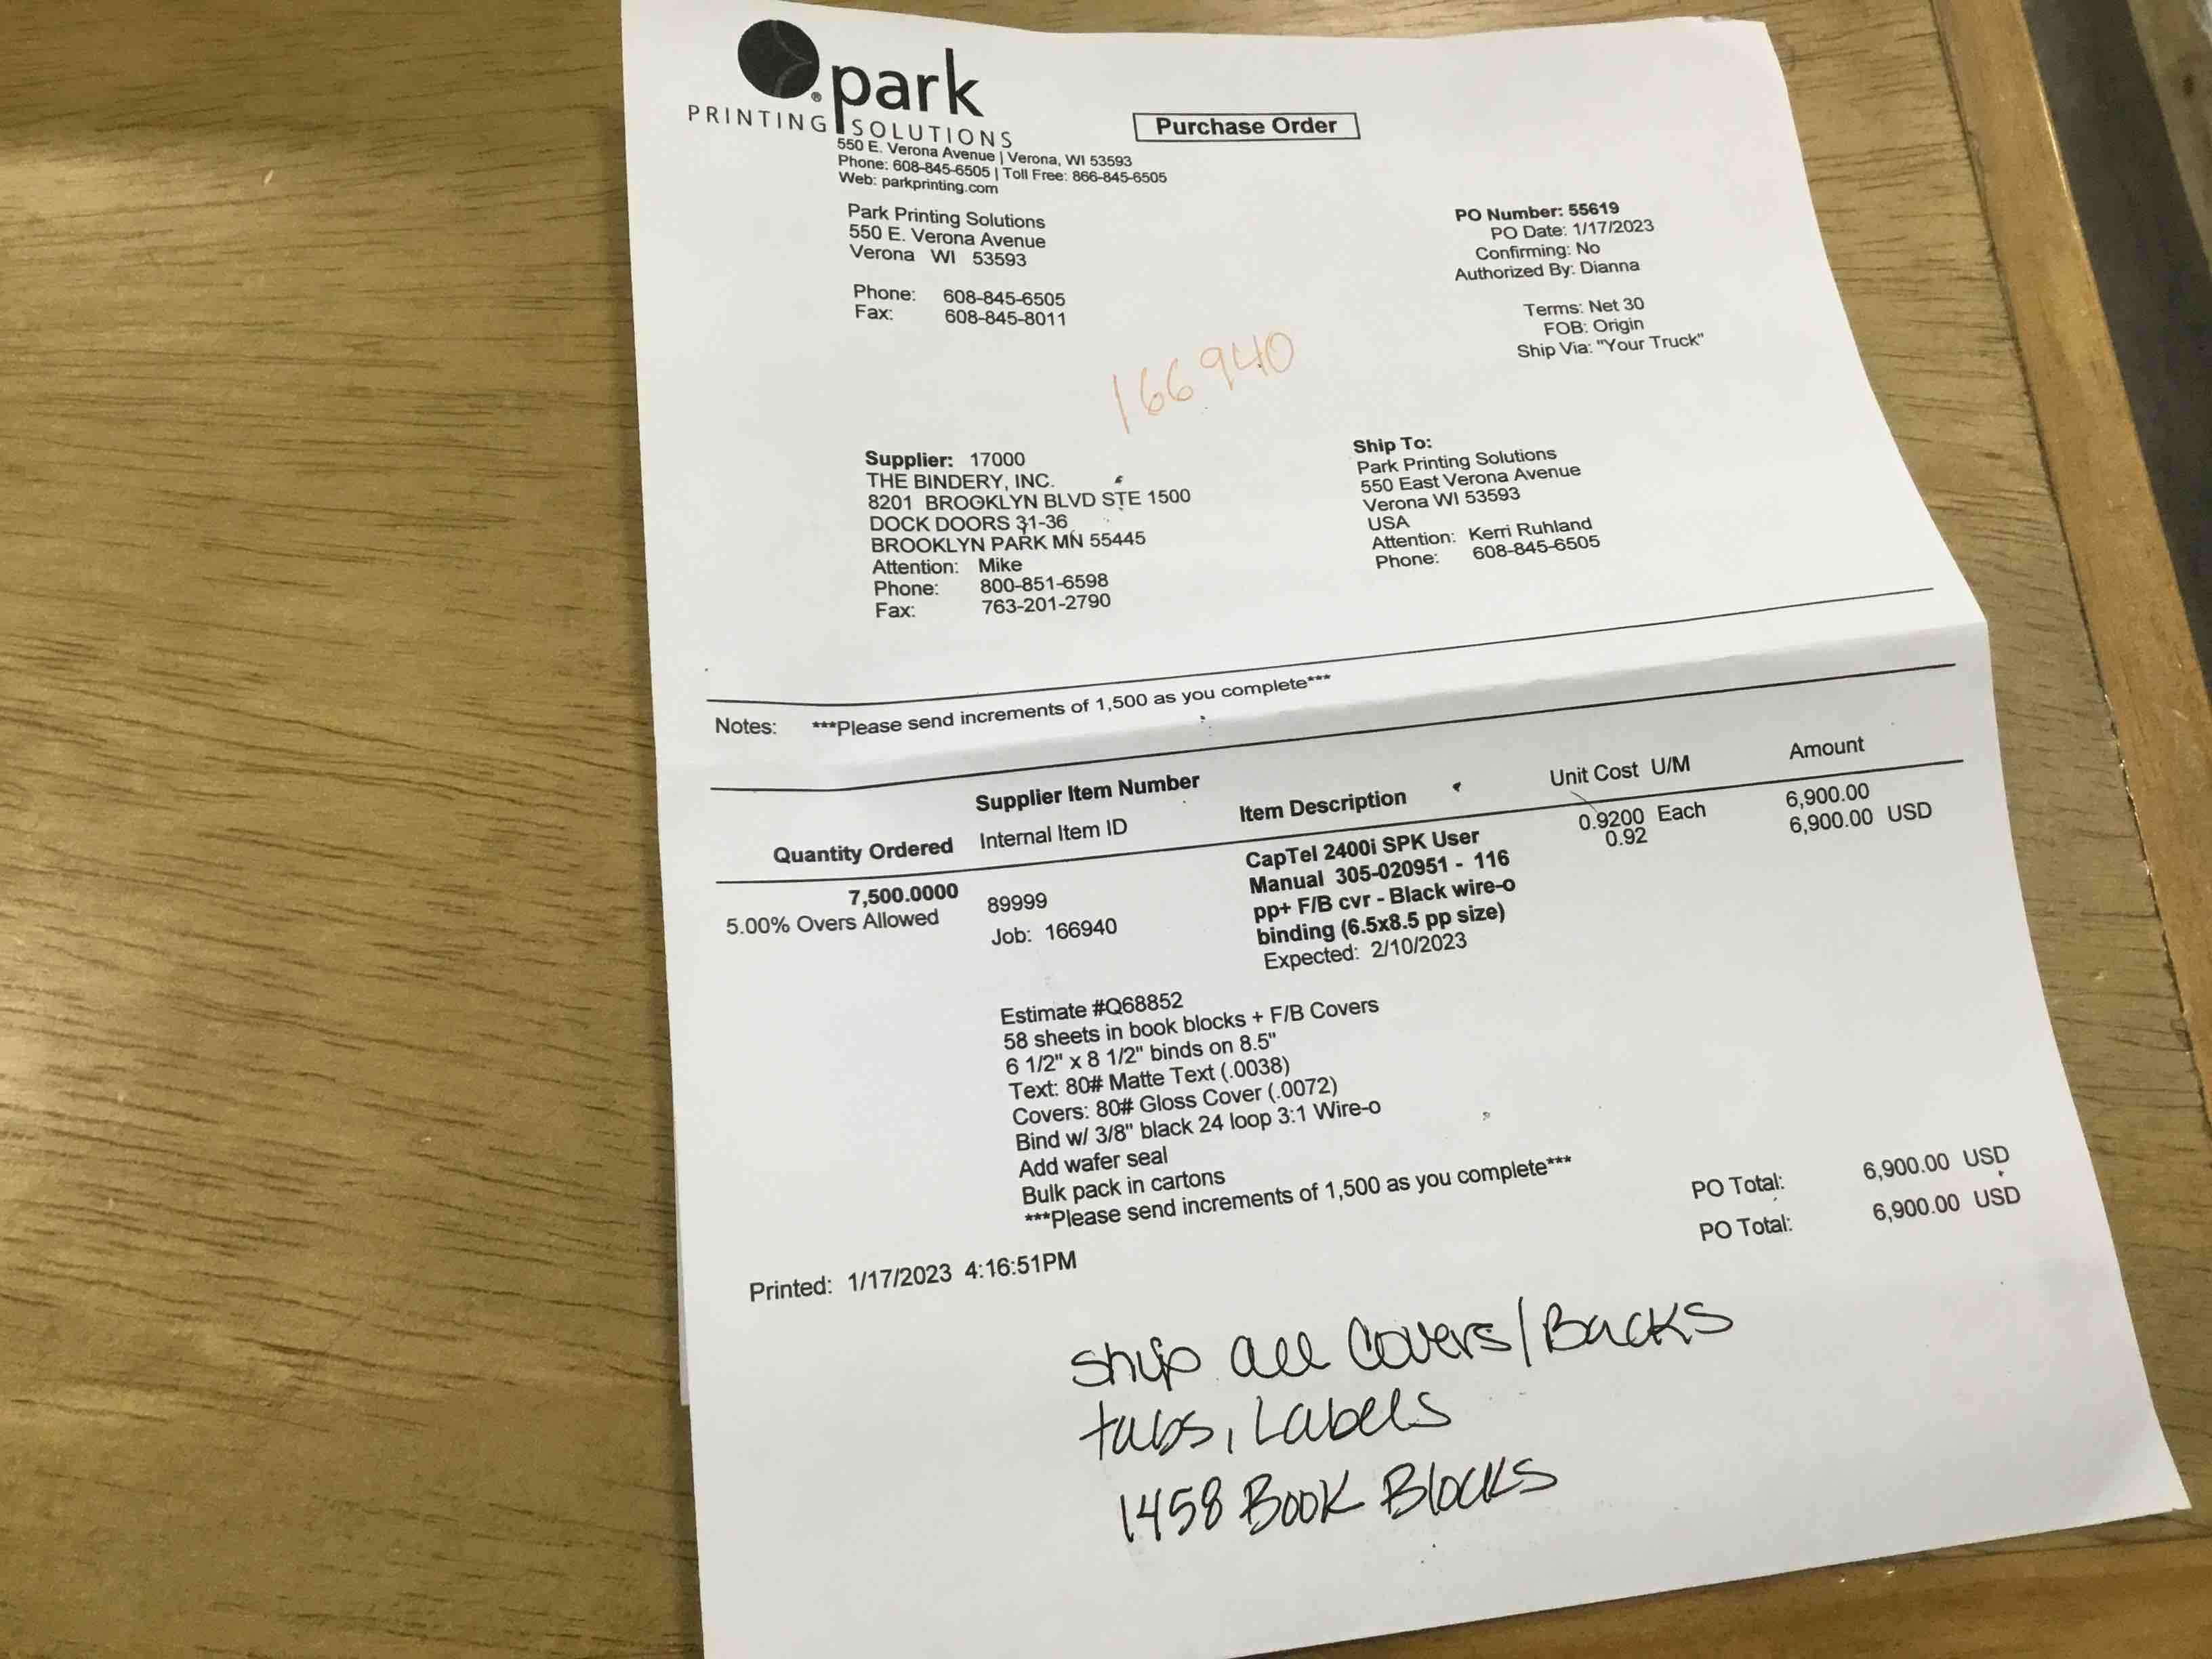 park
PRINTING SOLUTIONS
550 E. Verona Avenue | Verona, WI 53593
Phone: 608-845-6505 | Toll Free: 866-845-6505
Web: parkprinting.com
Purchase Order
Park Printing Solutions
550 E. Verona Avenue
Verona WI 53593
Phone: 608-845-6505
Fax: 608-845-8011
PO Number: 55619
PO Date: 1/17/2023
Confirming: No
Authorized By: Dianna
Terms: Net 30
FOB: Origin
Ship Via: "Your Truck"
166940
Supplier: 17000
THE BINDERY, INC.
8201 BROOKLYN BLVD STE 1500
DOCK DOORS 31-36
BROOKLYN PARK MN 55445
Attention: Mike
Phone: 800-851-6598
Fax: 763-201-2790
Ship To:
Park Printing Solutions
550 East Verona Avenue
Verona WI 53593
USA
Attention: Kerri Ruhland
Phone: 608-845-6505
Notes: ***Please send increments of 1,500 as you complete***
Quantity Ordered
Supplier Item Number
Internal Item ID
Item Description
Unit Cost U/M
Amount
7,500.0000
5.00% Overs Allowed
89999
Job: 166940
CapTel 2400i SPK User
Manual 305-020951 - 116
pp+ F/B cvr - Black wire-o
binding (6.5x8.5 pp size)
Expected: 2/10/2023
0.9200 Each
0.92
6,900.00
6,900.00 USD
Estimate #Q68852
58 sheets in book blocks + F/B Covers
6 1/2" x 8 1/2" binds on 8.5"
Text: 80# Matte Text (.0038)
Covers: 80# Gloss Cover (.0072)
Bind w/ 3/8" black 24 loop 3:1 Wire-o
Add wafer seal
Bulk pack in cartons
***Please send increments of 1,500 as you complete***
PO Total: 6,900.00 USD
PO Total: 6,900.00 USD
Printed: 1/17/2023 4:16:51PM
Ship all Covers/Backs
tabs, Labels
1458 Book Blocks